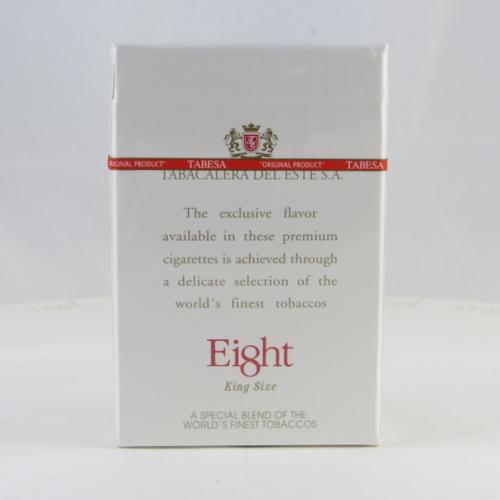 ORIGINAL PRODUCT" TABESA "ORIGINAL PRODUCT" TABESA
TABACALERA DEL ESTE S.A.
The exclusive flavor
available in these premium
cigarettes is achieved through
a delicate selection of the
world´s finest tobaccos
Eight
King Size
A SPECIAL BLEND OF THE
WORLD´S FINEST TOBACCOS